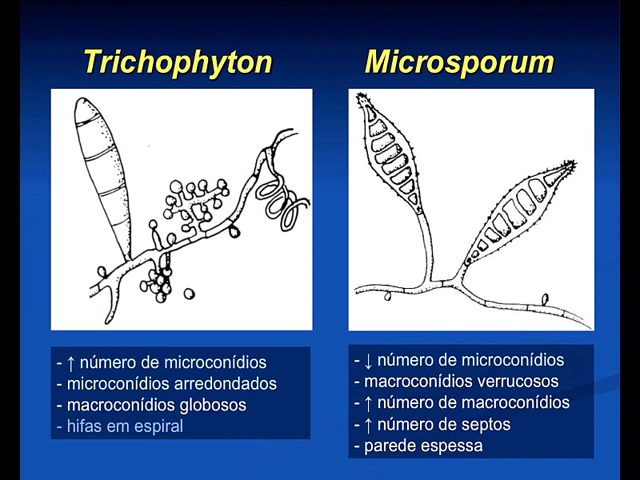 Trichophyton
- ↑ número de microconídios
- microconídios arredondados
- macroconídios globosos
- hifas em espiral
Microsporum
- ↓ número de microconídios
- macroconídios verrucosos
- ↑ número de macroconídios
- ↑ número de septos
- parede espessa